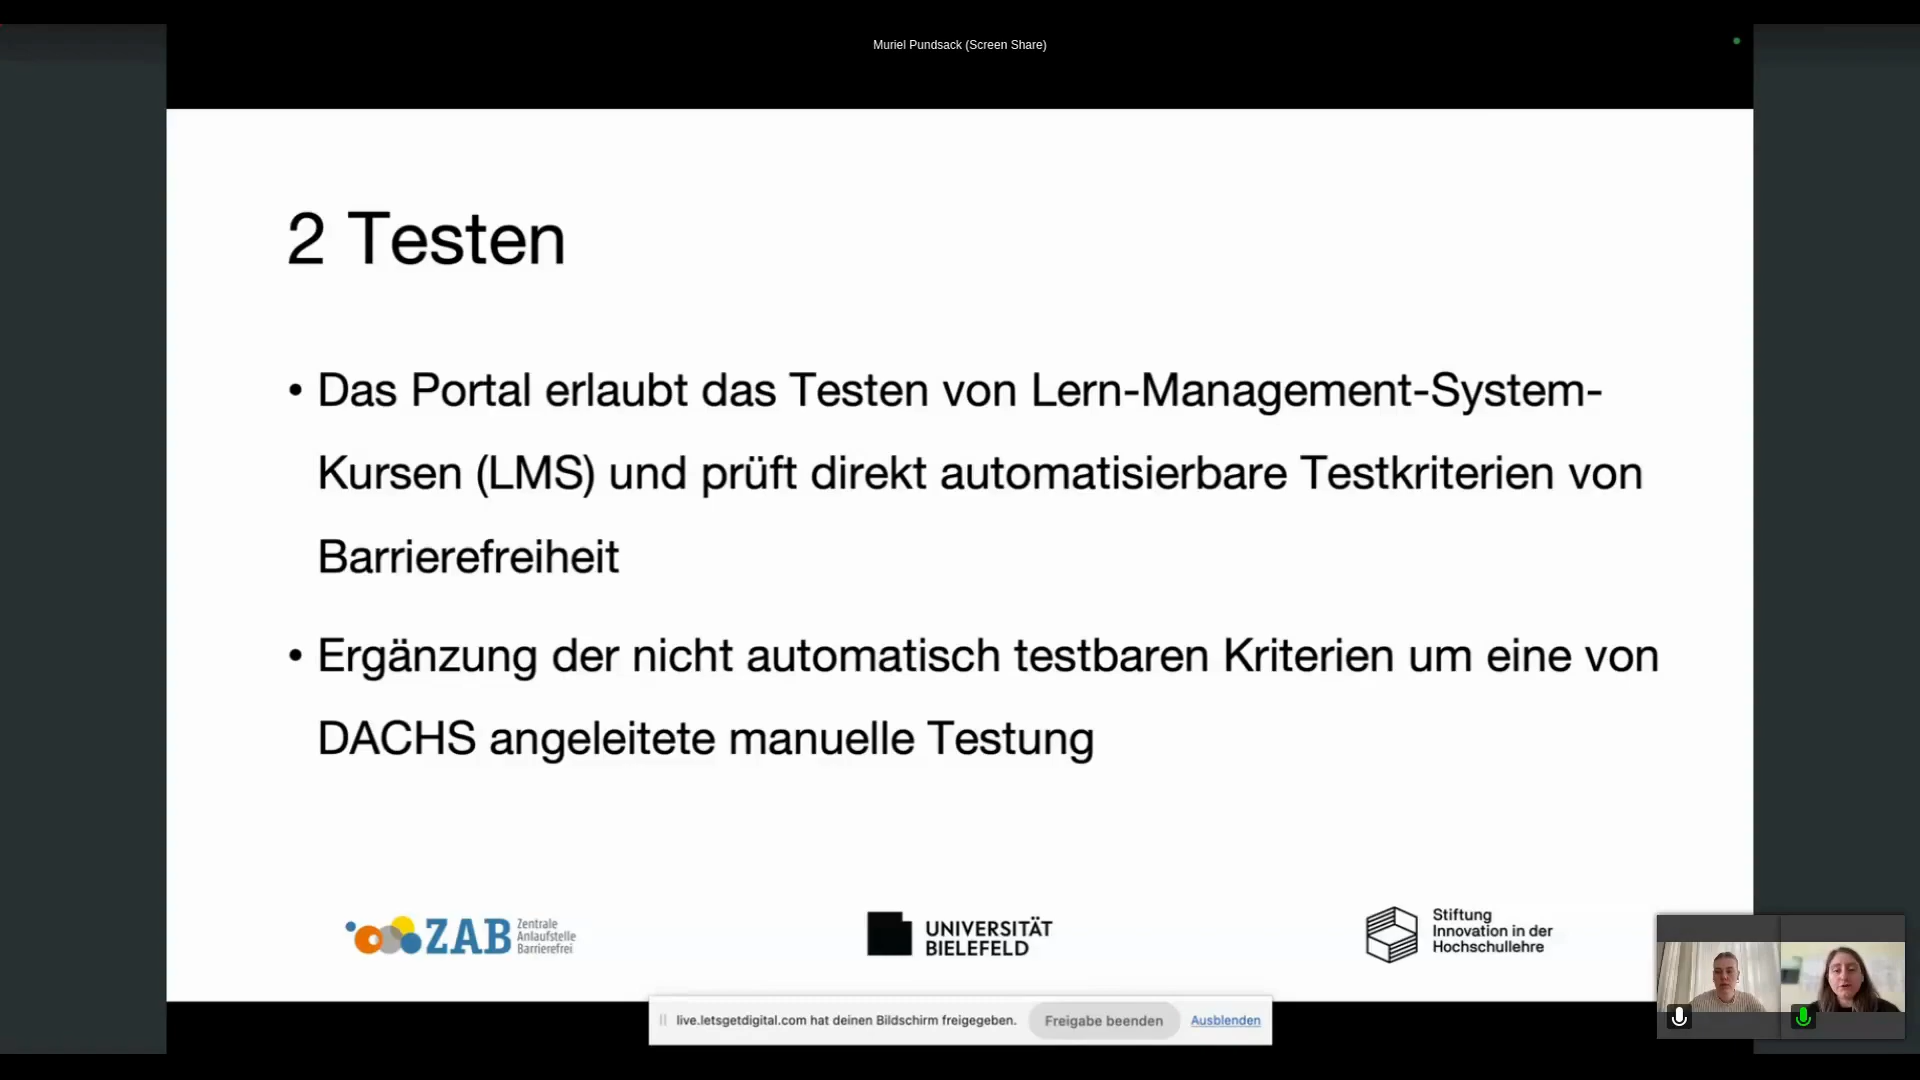 Muriel Pundsack (Screen Share)
2 Testen
• Das Portal erlaubt das Testen von Lern-Management-System-
Kursen (LMS) und prüft direkt automatisierbare Testkriterien von
Barrierefreiheit
• Ergänzung der nicht automatisch testbaren Kriterien um eine von
DACHS angeleitete manuelle Testung
ZAB Zentrale
Anlaufstelle
Barrierefrei
UNIVERSITÄT
BIELEFELD
Stiftung
Innovation in der
Hochschullehre
live.letsgetdigital.com hat deinen Bildschirm freigegeben. Freigabe beenden Ausblenden